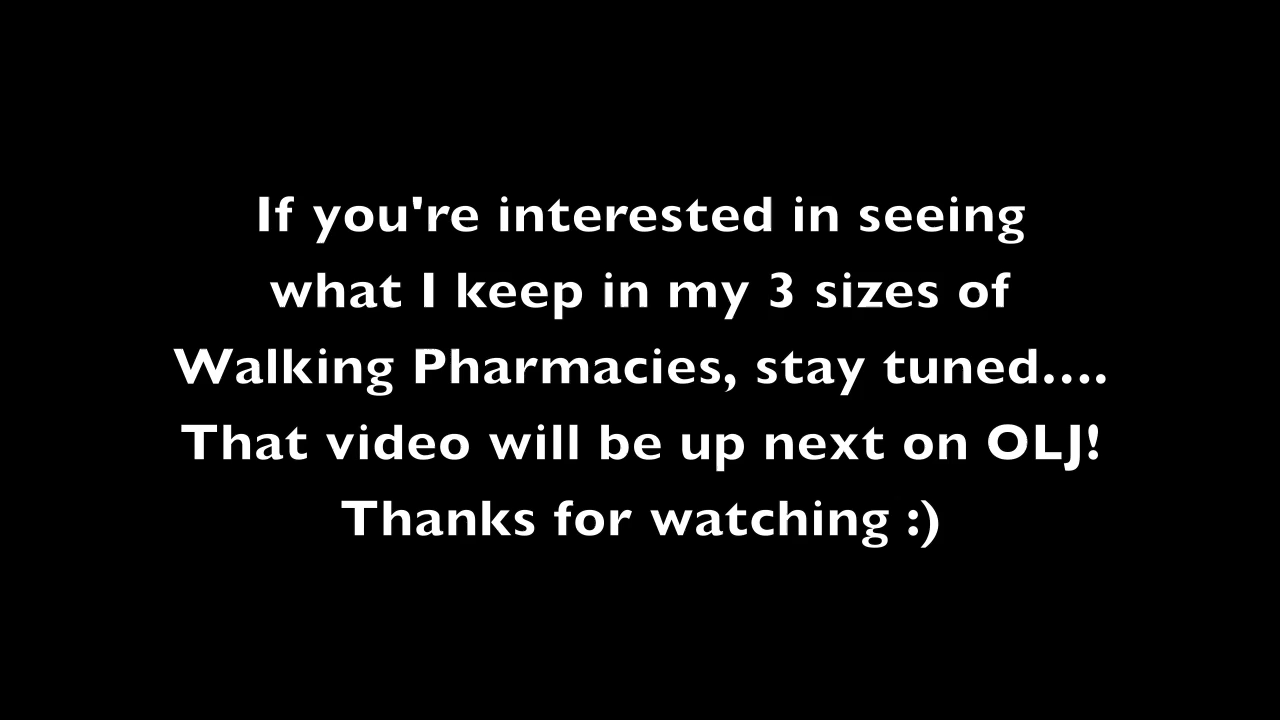 If you're interested in seeing
what I keep in my 3 sizes of
Walking Pharmacies, stay tuned....
That video will be up next on OLJ!
Thanks for watching :)